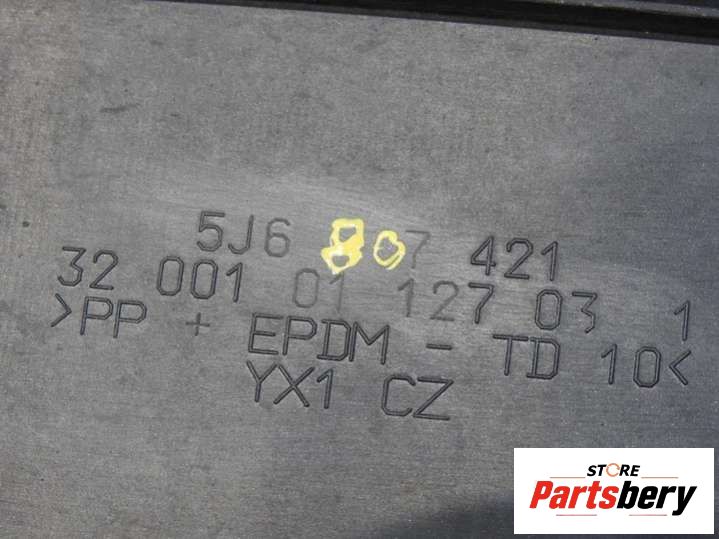 5J6 807 421
32 001 01 127 03 1
>PP + EPDM - TD 10<
YX1 CZ
STORE
Partsbery